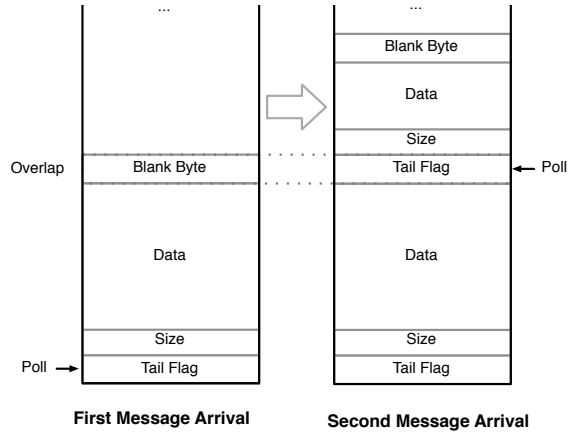 ...
...
Blank Byte
Data
Size
Overlap
Blank Byte
Tail Flag
Poll
Data
Data
Size
Size
Poll
Tail Flag
Tail Flag
First Message Arrival
Second Message Arrival